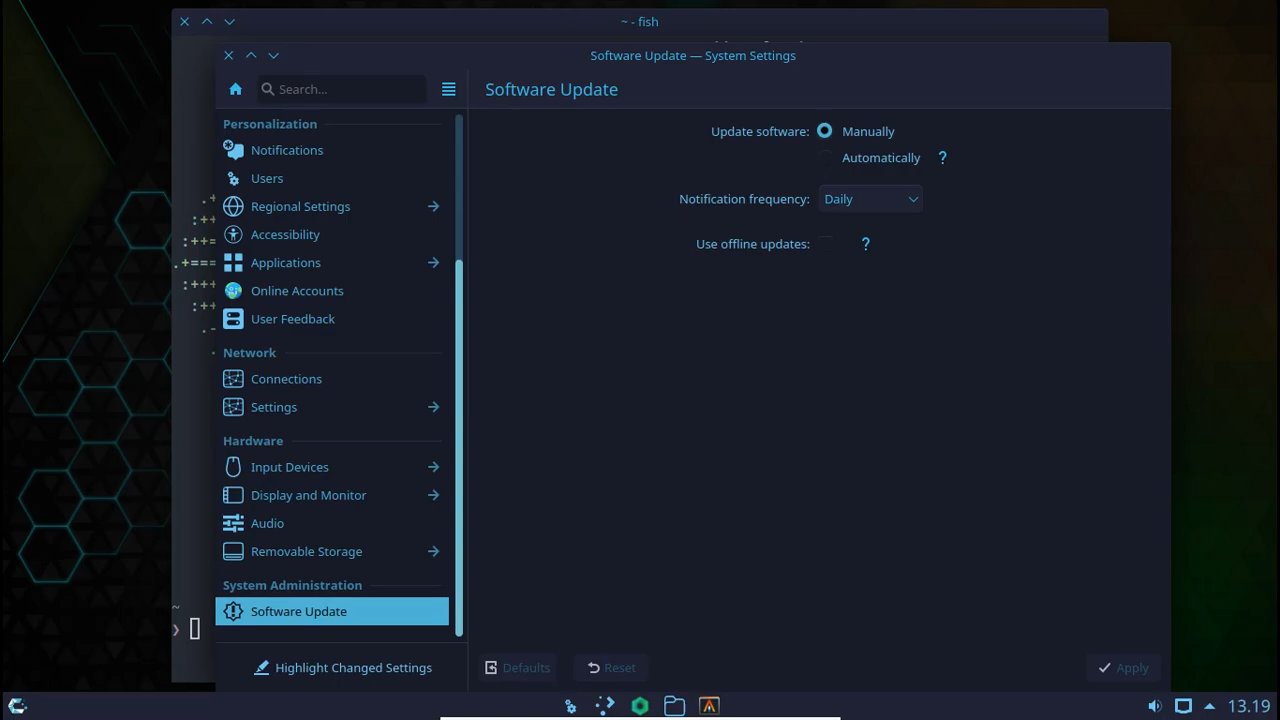 ~ - fish
Software Update — System Settings
Search...
Software Update
Personalization
Notifications
Users
Regional Settings
Accessibility
Applications
Online Accounts
User Feedback
Network
Connections
Settings
Hardware
Input Devices
Display and Monitor
Audio
Removable Storage
System Administration
Software Update
Highlight Changed Settings
Update software:
Manually
Automatically ?
Notification frequency:
Daily
Use offline updates: ?
Defaults
Reset
Apply
.+
:++
:++=
.+===
:+++
:++
.-
~
❯
13.19